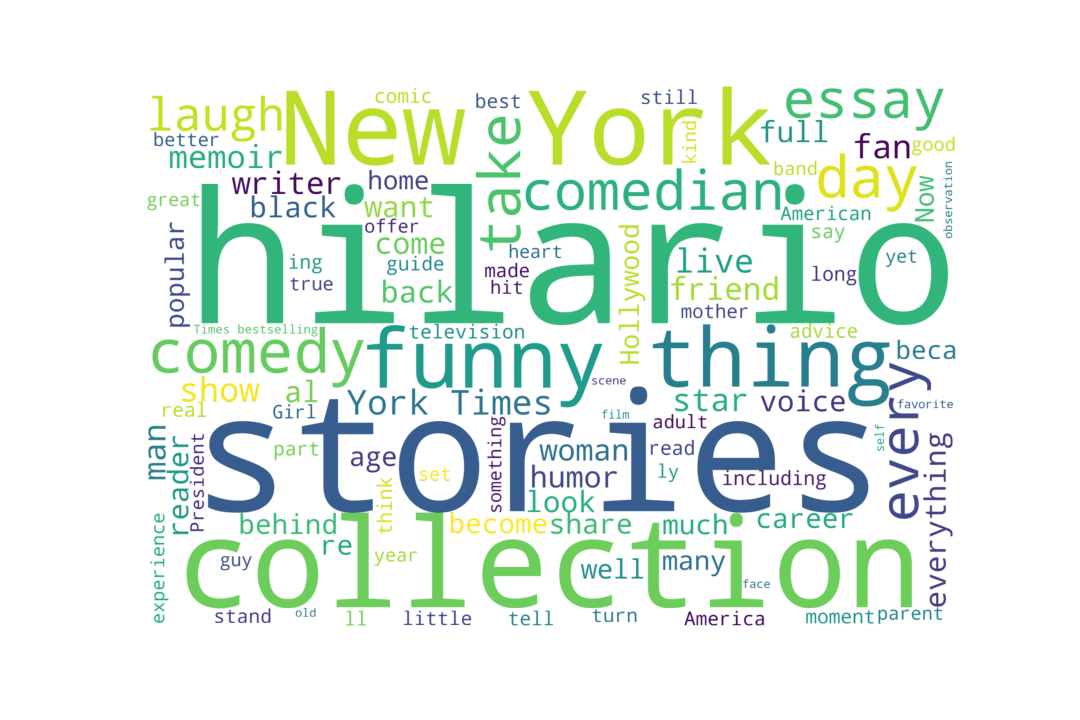 comic
best
still
essay
laugh
New York
take
kind
full
fan
good
better
memoir
band
day
writer
home
comedian
Now
observation
great
black
want
offer
American
say
popular
hilario
come
heart
Hollywood
live
yet
ing
guide
made
long
true
back
hit
friend
mother
Times bestselling
television
advice
comedy
funny
thing
beca
scene
show
al
York Times
star
voice
every
favorite
real
Girl
film
adult
man
reader
President
stories
part
age
something
woman
read
self
everything
set
humor
ly
including
think
look
experience
behind
become
share
much
career
re
collection
guy
year
well
many
face
stand
old
ll
little
tell
turn
America
moment
parent